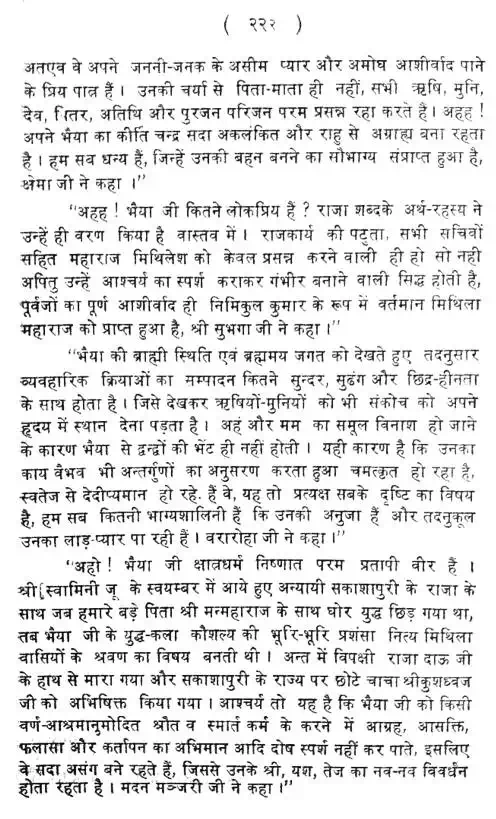 ( २२२ )
अतएव वे अपने जननी-जनक के असीम प्यार और अमोघ आशीर्वाद पाने
के प्रिय पात्र हैं । उनकी चर्या से पिता-माता ही नहीं, सभी ऋषि, मुनि,
देव, पितर, अतिथि और पुरजन परिजन परम प्रसन्न रहा करते हैं। अहह !
अपने भैया का कीर्ति चन्द्र सदा अकलंकित और राहु से अग्राह्य बना रहता
है । हम सब धन्य हैं, जिन्हें उनकी बहन बनने का सौभाग्य संप्राप्त हुआ है,
क्षेमा जी ने कहा ।”
“अहह ! भैया जी कितने लोकप्रिय हैं ? राजा शब्दके अर्थ-रहस्य ने
उन्हें ही वरण किया है वास्तव में । राजकार्य की पटुता, सभी सचिवों
सहित महाराज मिथिलेश को केवल प्रसन्न करने वाली ही हो सो नही
अपितु उन्हें आश्चर्य का स्पर्श कराकर गंभीर बनाने वाली सिद्ध होती है,
पूर्वजों का पूर्ण आशीर्वाद ही निमिकुल कुमार के रूप में वर्तमान मिथिला
महाराज को प्राप्त हुआ है, श्री सुभगा जी ने कहा।”
“भैया की ब्राह्मी स्थिति एवं ब्रह्ममय जगत को देखते हुए तदनुसार
व्यवहारिक क्रियाओं का सम्पादन कितने सुन्दर, सुढंग और छिद्र-हीनता
के साथ होता है । जिसे देखकर ऋषियों-मुनियों को भी संकोच को अपने
हृदय में स्थान देना पड़ता है । अहं और मम का समूल विनाश हो जाने
के कारण भैया से द्वन्द्वों की भेंट ही नहीं होती । यही कारण है कि उनका
काय वैभव भी अन्तर्गुणों का अनुसरण करता हुआ चमत्कृत हो रहा है,
स्वतेज से देदीप्यमान हो रहे. हैं वे, यह तो प्रत्यक्ष सबके दृष्टि का विषय
है, हम सब कितनी भाग्यशालिनी हैं कि उनकी अनुजा हैं और तदनुकूल
उनका लाड़-प्यार पा रही हैं । वरारोहा जी ने कहा।”
“अहो ! भैया जी क्षात्रधर्म निष्णात परम प्रतापी वीर हैं ।
श्री[स्वामिनी जू के स्वयम्बर में आये हुए अन्यायी सकाशापुरी के राजा के
साथ जब हमारे बड़े पिता श्री मन्महाराज के साथ घोर युद्ध छिड़ गया था,
तब भैया जी के युद्ध-कला कौशल्य की भूरि-भूरि प्रशंसा नित्य मिथिला
वासियों के श्रवण का विषय बनती थी । अन्त में विपक्षी राजा दाऊ जी
के हाथ से मारा गया और सकाशापुरी के राज्य पर छोटे चाचा श्रीकुशध्वज
जी को अभिषिक्त किया गया । आश्चर्य तो यह है कि भैया जी को किसी
वर्ण-आश्रमानुमोदित श्रौत व स्मार्त कर्म के करने में आग्रह, आसक्ति,
फलासा और कर्तापन का अभिमान आदि दोष स्पर्श नहीं कर पाते, इसलिए
वे सदा असंग बने रहते हैं, जिससे उनके श्री, यश, तेज का नव-नव विवर्धन
होता रहता है । मदन मञ्जरी जी ने कहा।”